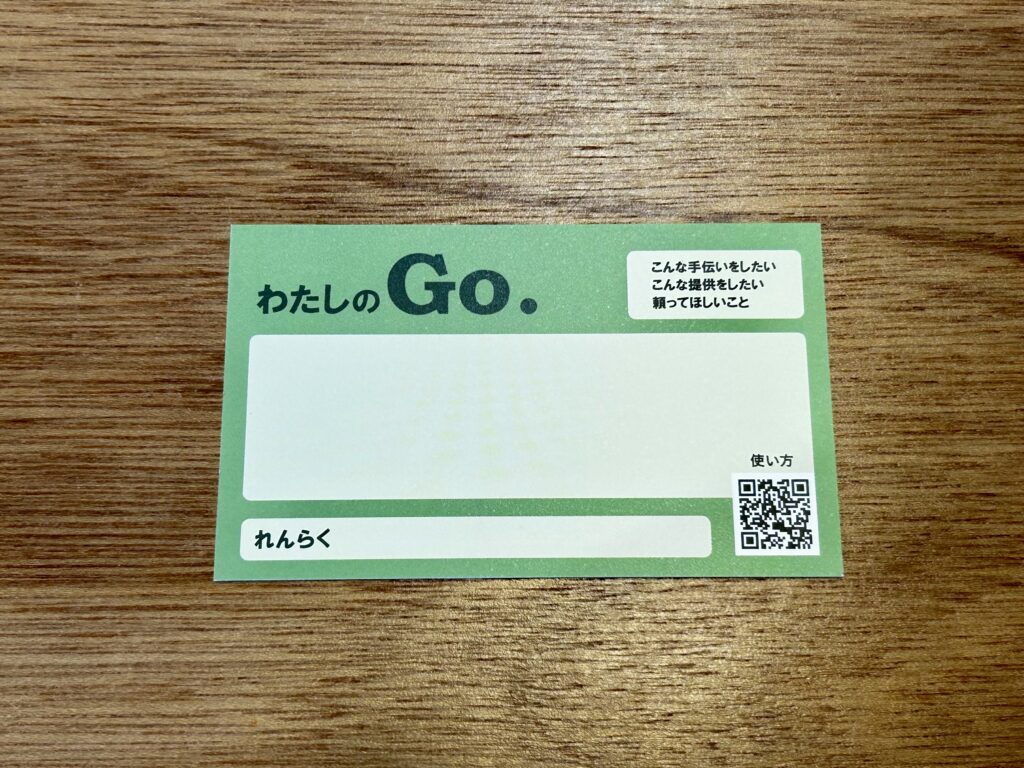 わたしのGo.
こんな手伝いをしたい
こんな提供をしたい
頼ってほしいこと
使い方
れんらく